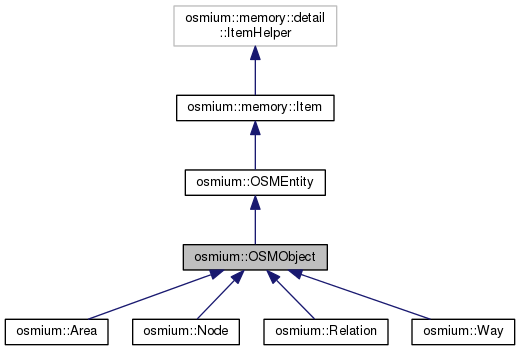 osmium::memory::detail
::ItemHelper
osmium::memory::Item
osmium::OSMEntity
osmium::OSMObject
osmium::Area
osmium::Node
osmium::Relation
osmium::Way